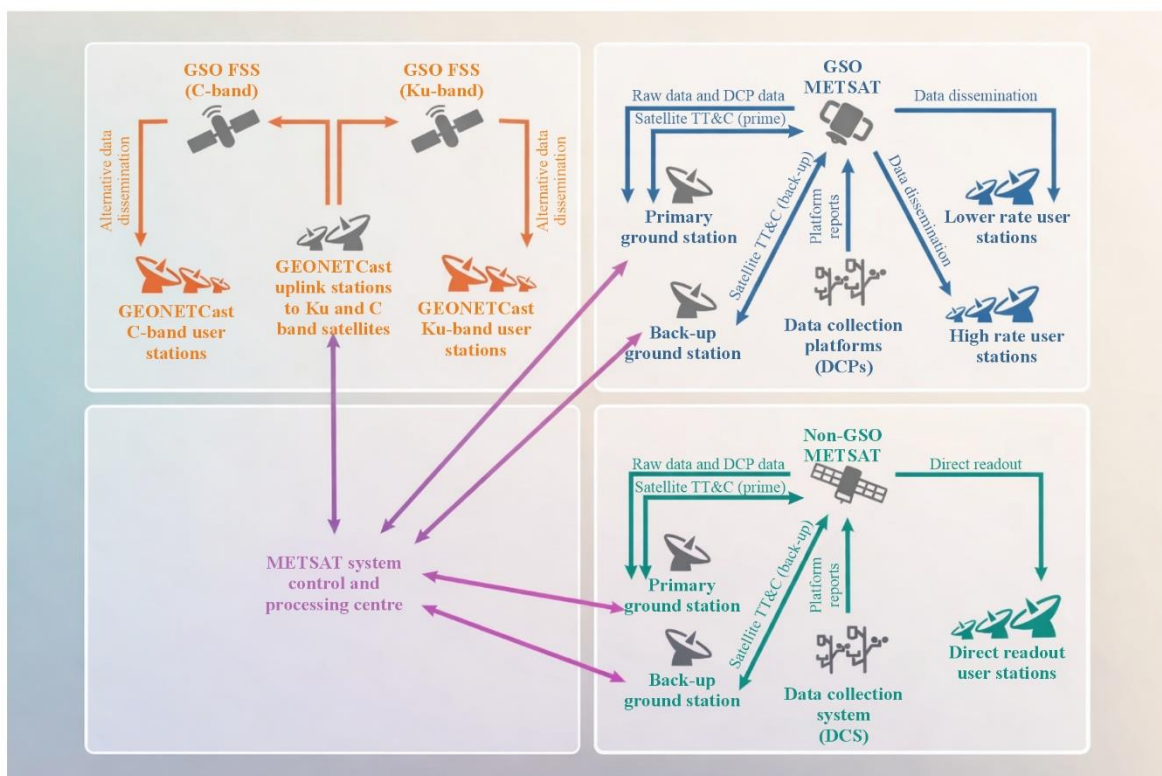 GSO FSS
(C-band)
GSO FSS
(Ku-band)
Alternative data
dissemination
Alternative data
dissemination
GEONETCast
C-band user
stations
GEONETCast
uplink stations
to Ku and C
band satellites
GEONETCast
Ku-band user
stations
GSO
METSAT
Raw data and DCP data
Satellite TT&C (prime)
Data dissemination
Data dissemination
Satellite TT&C (back-up)
Platform
reports
Primary
ground station
Lower rate user
stations
Back-up
ground station
Data collection
platforms
(DCPs)
High rate user
stations
METSAT system
control and
processing centre
Non-GSO
METSAT
Raw data and DCP data
Satellite TT&C (prime)
Direct readout
Satellite TT&C (back-up)
Platform
reports
Primary
ground station
Back-up
ground station
Data collection
system
(DCS)
Direct readout
user stations